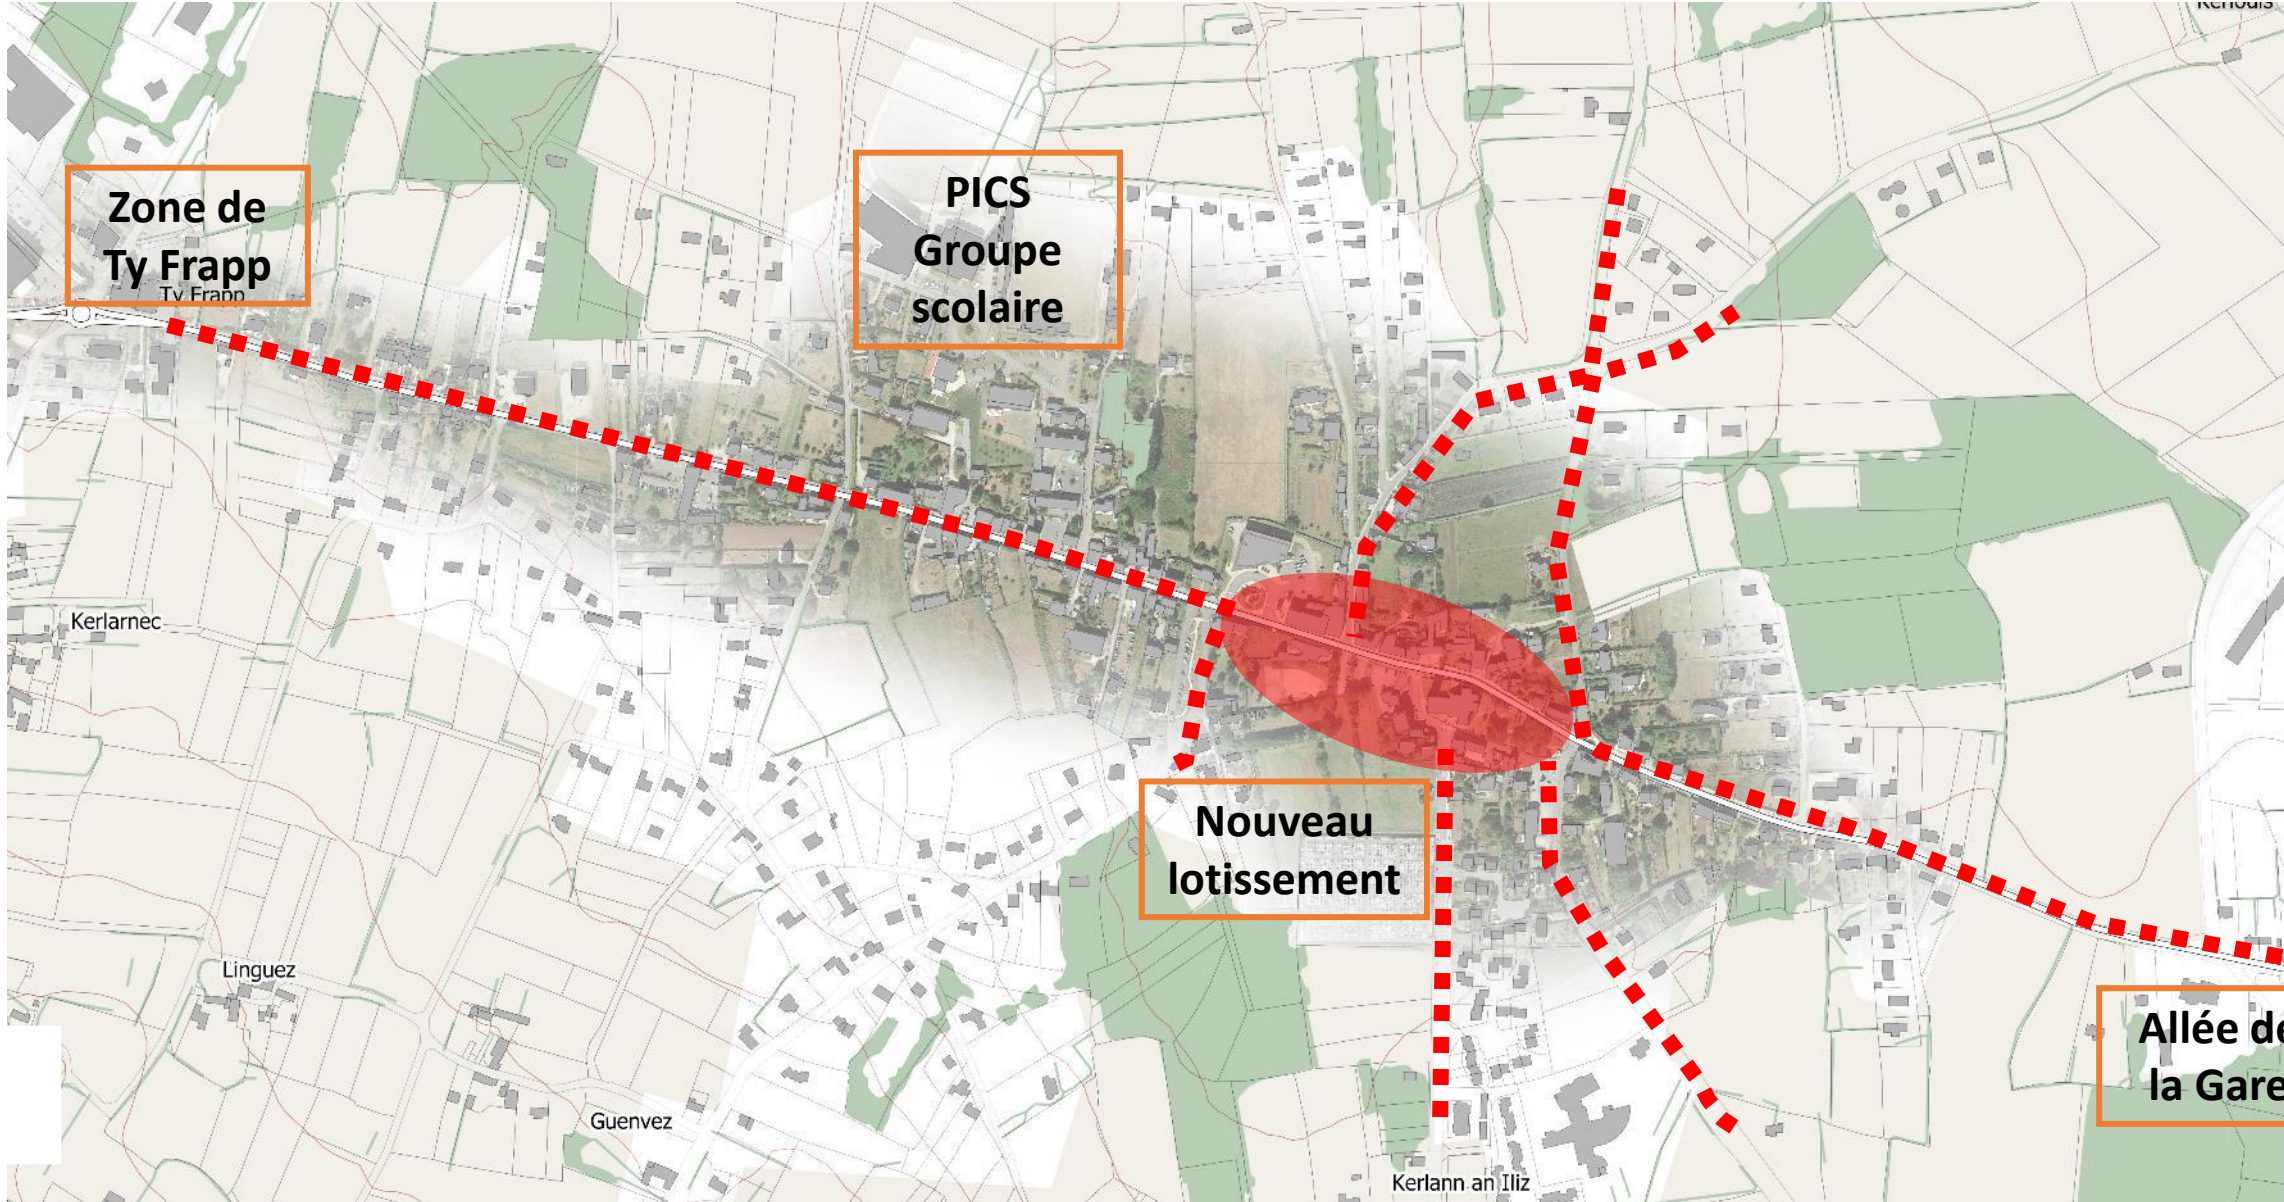 Kerlouis
Zone de
Ty Frapp
Ty Frapp
PICS
Groupe
scolaire
Kerlarnec
Nouveau
lotissement
Linguez
Allée de
la Gare
Guenvez
Kerlann an Iliz